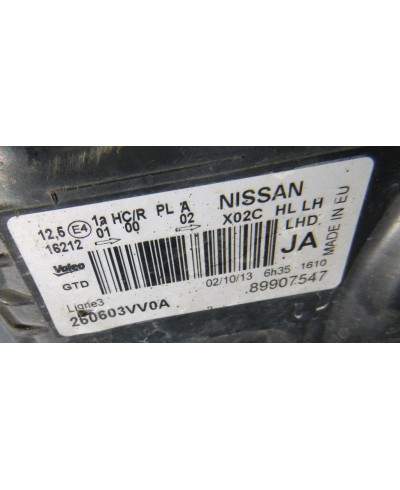 12,5 E4 1a HC/R PL A NISSAN
16212 01 00 02 X02C HL LH
LHD
JA
MADE IN EU
Valeo
GTD
02/10/13 6h35 1610
Ligne3
260603VV0A
89907547